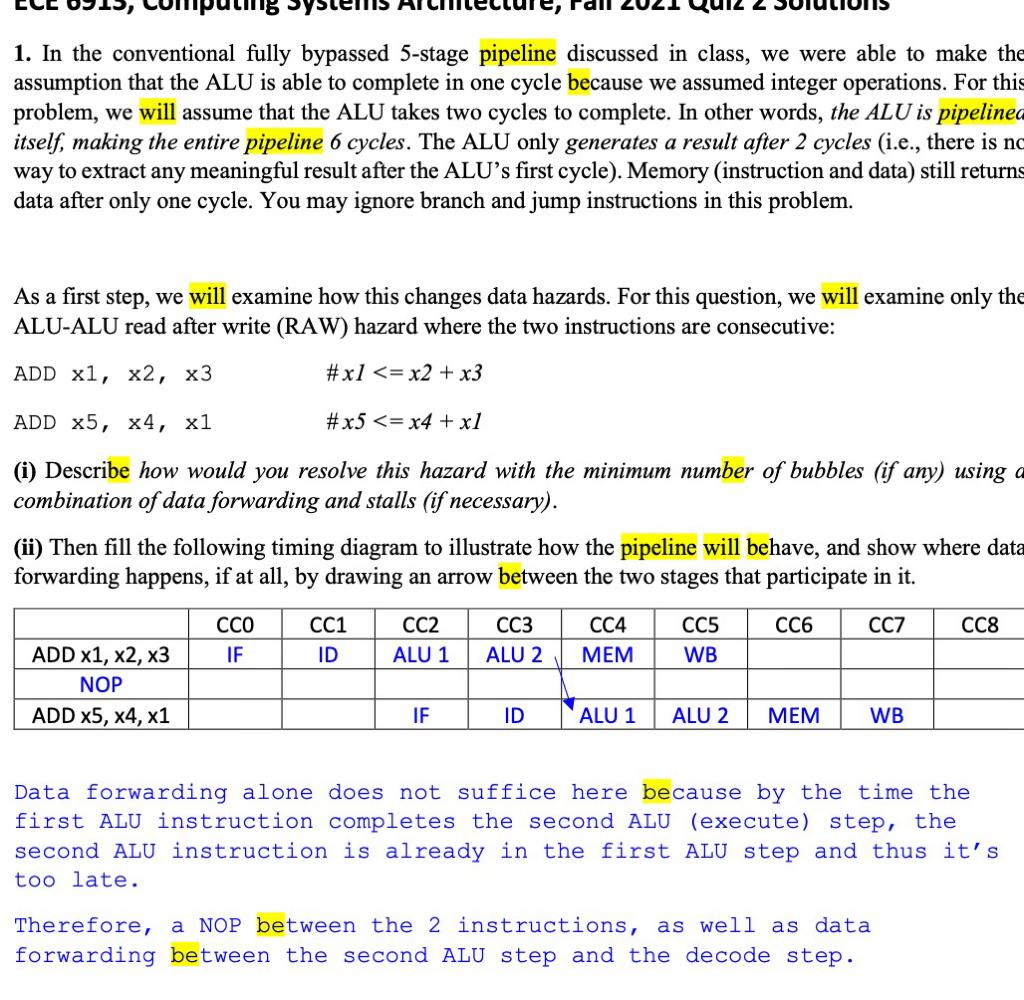 ECE 6913, Computing Systems Architecture, Fall 2021 Quiz 2 Solutions
1. In the conventional fully bypassed 5-stage pipeline discussed in class, we were able to make the
assumption that the ALU is able to complete in one cycle because we assumed integer operations. For this
problem, we will assume that the ALU takes two cycles to complete. In other words, the ALU is pipelined
itself, making the entire pipeline 6 cycles. The ALU only generates a result after 2 cycles (i.e., there is no
way to extract any meaningful result after the ALU's first cycle). Memory (instruction and data) still returns
data after only one cycle. You may ignore branch and jump instructions in this problem.
As a first step, we will examine how this changes data hazards. For this question, we will examine only the
ALU-ALU read after write (RAW) hazard where the two instructions are consecutive:
ADD x1, x2, x3 #x1 <= x2 + x3
ADD x5, x4, x1 #x5 <= x4 + x1
(i) Describe how would you resolve this hazard with the minimum number of bubbles (if any) using a
combination of data forwarding and stalls (if necessary).
(ii) Then fill the following timing diagram to illustrate how the pipeline will behave, and show where data
forwarding happens, if at all, by drawing an arrow between the two stages that participate in it.
CC0 CC1 CC2 CC3 CC4 CC5 CC6 CC7 CC8
ADD x1, x2, x3 IF ID ALU 1 ALU 2 MEM WB
NOP
ADD x5, x4, x1 IF ID ALU 1 ALU 2 MEM WB
Data forwarding alone does not suffice here because by the time the
first ALU instruction completes the second ALU (execute) step, the
second ALU instruction is already in the first ALU step and thus it's
too late.
Therefore, a NOP between the 2 instructions, as well as data
forwarding between the second ALU step and the decode step.